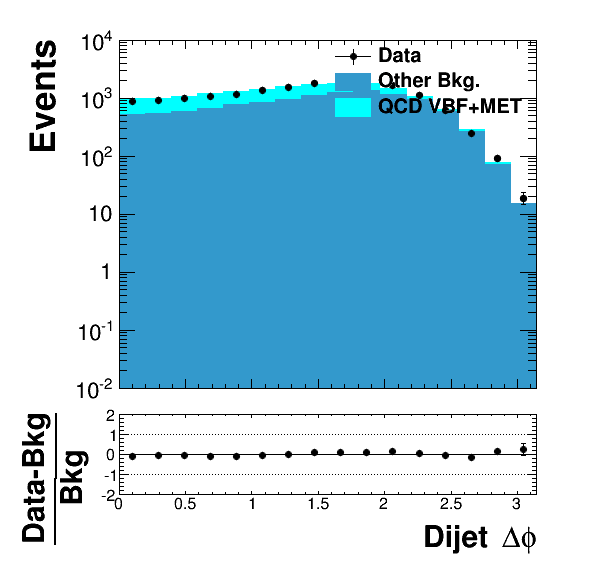 Events
10^4
10^3
10^2
10
1
10^-1
10^-2
Data
Other Bkg.
QCD VBF+MET
Data-Bkg
Bkg
2
1
0
-1
-2
0 0.5 1 1.5 2 2.5 3
Dijet Δϕ